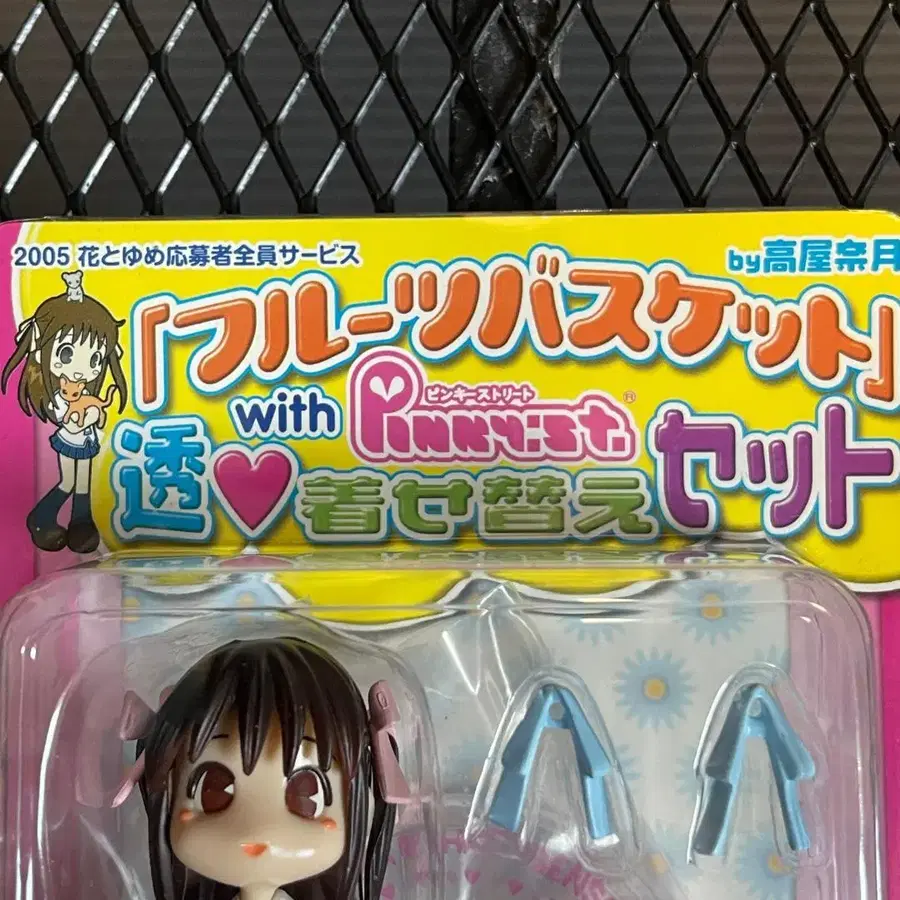 2005 花とゆめ応募者全員サービス
by高屋奈月
「フルーツバスケット」
with ピンキーストリート
Pinky:st.®
透♥着せ替えセット